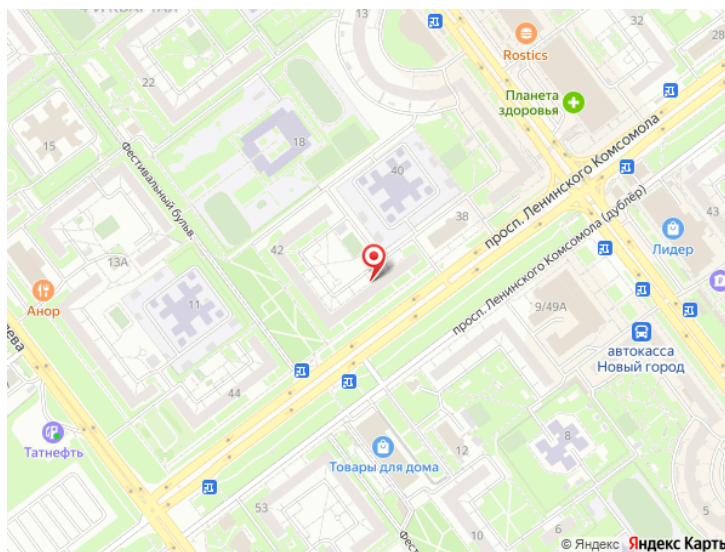 13
28
Rostics
32
22
Планета
здоровья
просп. Ленинского Комсомола
15
18
Фестивальный бульв.
40
43
38
просп. Ленинского Комсомола (дублёр)
42
Лидер
13А
Анор
11
9/49А
автокасса
Новый город
44
Татнефть
12
8
Товары для дома
53
10
6
© Яндекс Яндекс Карты